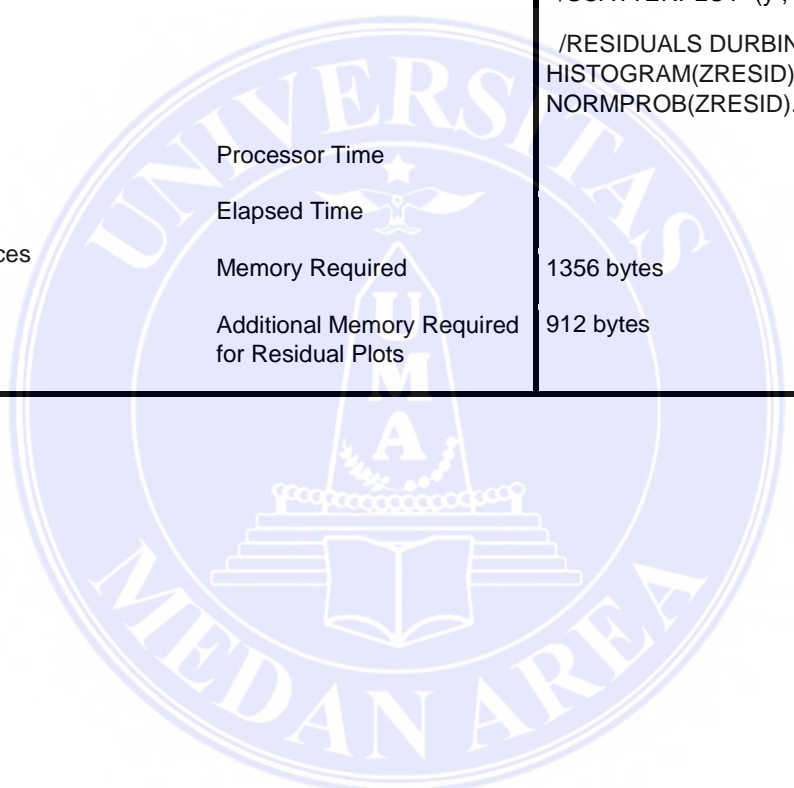 /RESIDUALS DURBIN
HISTOGRAM(ZRESID)
NORMPROB(ZRESID).
Processor Time
Elapsed Time
Memory Required 1356 bytes
Additional Memory Required 912 bytes
for Residual Plots
UNIVERSITAS
MEDAN AREA
U
M
A